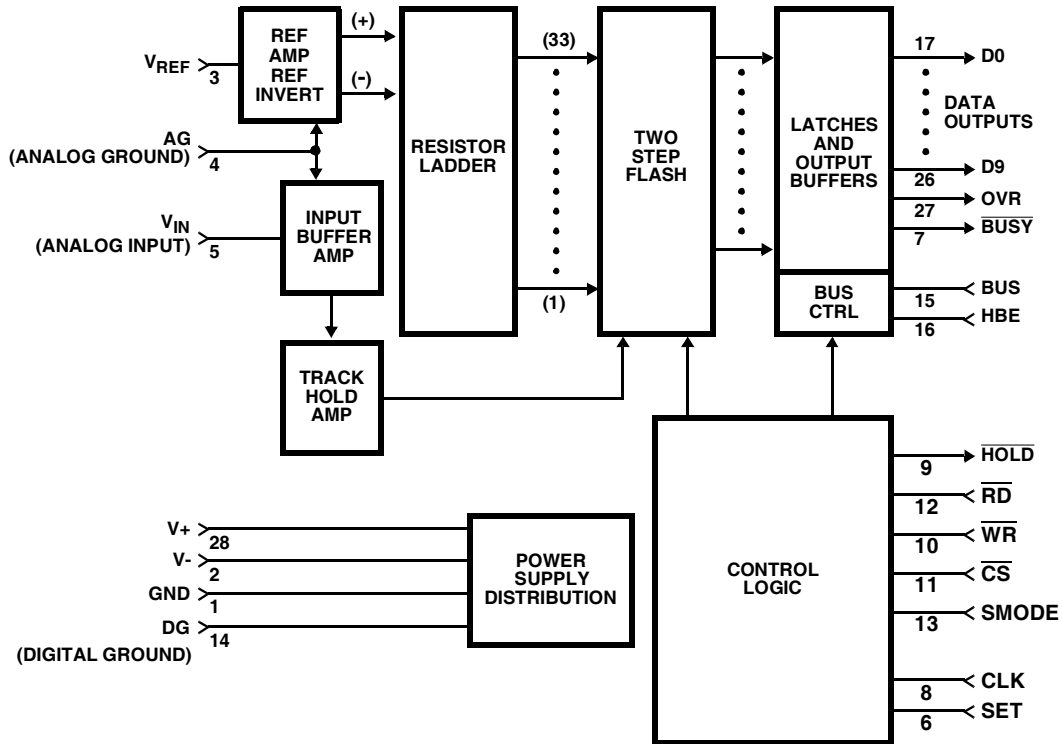 REF
AMP
REF
INVERT
(+)
(-)
VREF
3
AG
(ANALOG GROUND)
4
VIN
(ANALOG INPUT)
5
INPUT
BUFFER
AMP
TRACK
HOLD
AMP
RESISTOR
LADDER
(33)
(1)
TWO
STEP
FLASH
LATCHES
AND
OUTPUT
BUFFERS
BUS
CTRL
17
D0
DATA
OUTPUTS
D9
26
OVR
27
BUSY
7
BUS
15
HBE
16
V+
28
V-
2
GND
1
DG
14
(DIGITAL GROUND)
POWER
SUPPLY
DISTRIBUTION
CONTROL
LOGIC
HOLD
9
RD
12
WR
10
CS
11
SMODE
13
CLK
8
SET
6